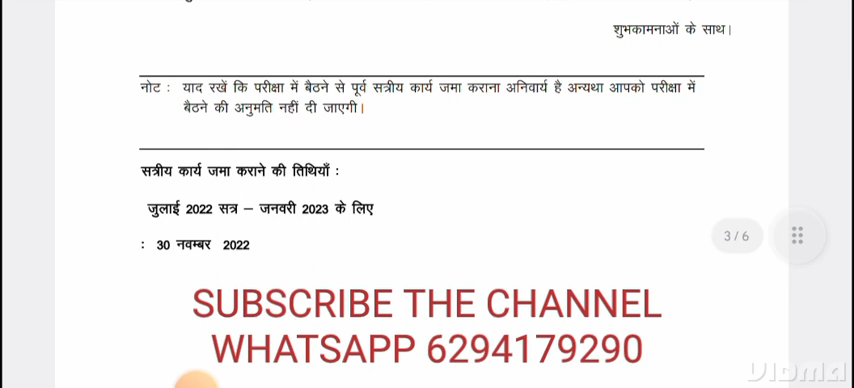 शुभकामनाओं के साथ।
नोट : याद रखें कि परीक्षा में बैठने से पूर्व सत्रीय कार्य जमा कराना अनिवार्य है अन्यथा आपको परीक्षा में
बैठने की अनुमति नहीं दी जाएगी।
सत्रीय कार्य जमा कराने की तिथियाँ :
जुलाई 2022 सत्र – जनवरी 2023 के लिए
: 30 नवम्बर 2022
3 / 6
SUBSCRIBE THE CHANNEL
WHATSAPP 6294179290